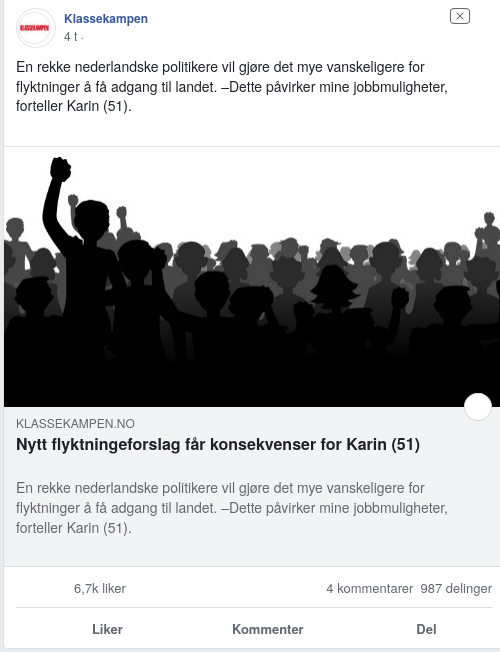 KLASSEKAMPEN
Klassekampen
4 t ·
En rekke nederlandske politikere vil gjøre det mye vanskeligere for
flyktninger å få adgang til landet. –Dette påvirker mine jobbmuligheter,
forteller Karin (51).
KLASSEKAMPEN.NO
Nytt flyktningeforslag får konsekvenser for Karin (51)
En rekke nederlandske politikere vil gjøre det mye vanskeligere for
flyktninger å få adgang til landet. –Dette påvirker mine jobbmuligheter,
forteller Karin (51).
6,7k liker
4 kommentarer 987 delinger
Liker Kommenter Del